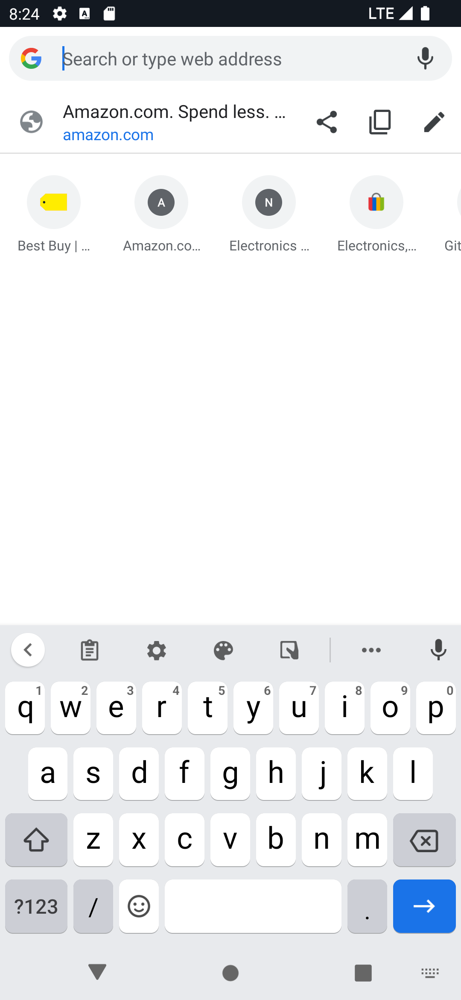 8:24
LTE
Search or type web address
Amazon.com. Spend less. ...
amazon.com
A
N
Best Buy | ...
Amazon.co...
Electronics ...
Electronics,...
Git
q 1 w 2 e 3 r 4 t 5 y 6 u 7 i 8 o 9 p 0
a s d f g h j k l
z x c v b n m
?123 / .